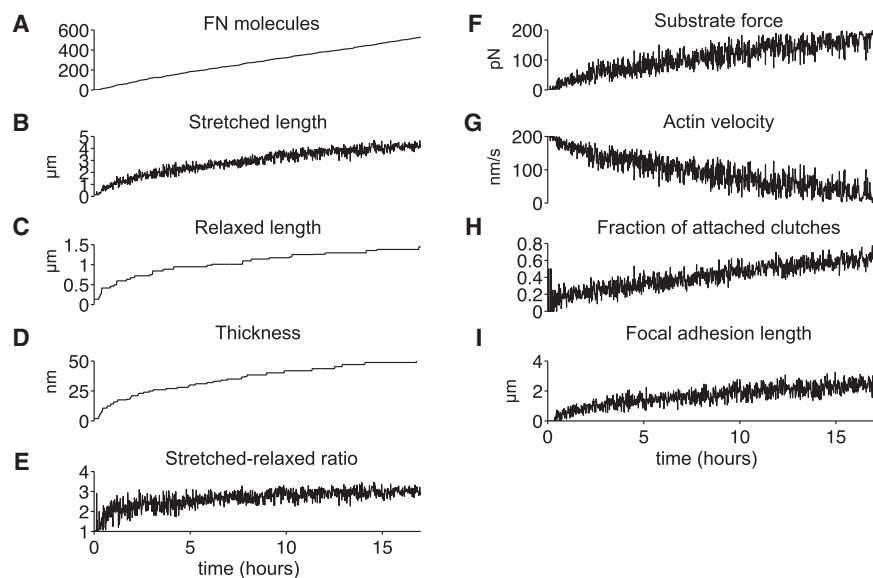 A
FN molecules
600
400
200
0
B
Stretched length
µm
5
4
3
2
1
0
C
Relaxed length
µm
1.5
1
0.5
0
D
Thickness
nm
50
25
0
E
Stretched-relaxed ratio
4
3
2
1
0 5 10 15
time (hours)
F
Substrate force
pN
200
100
0
G
Actin velocity
nm/s
200
100
0
H
Fraction of attached clutches
0.8
0.6
0.4
0.2
0
I
Focal adhesion length
µm
4
2
0
0 5 10 15
time (hours)